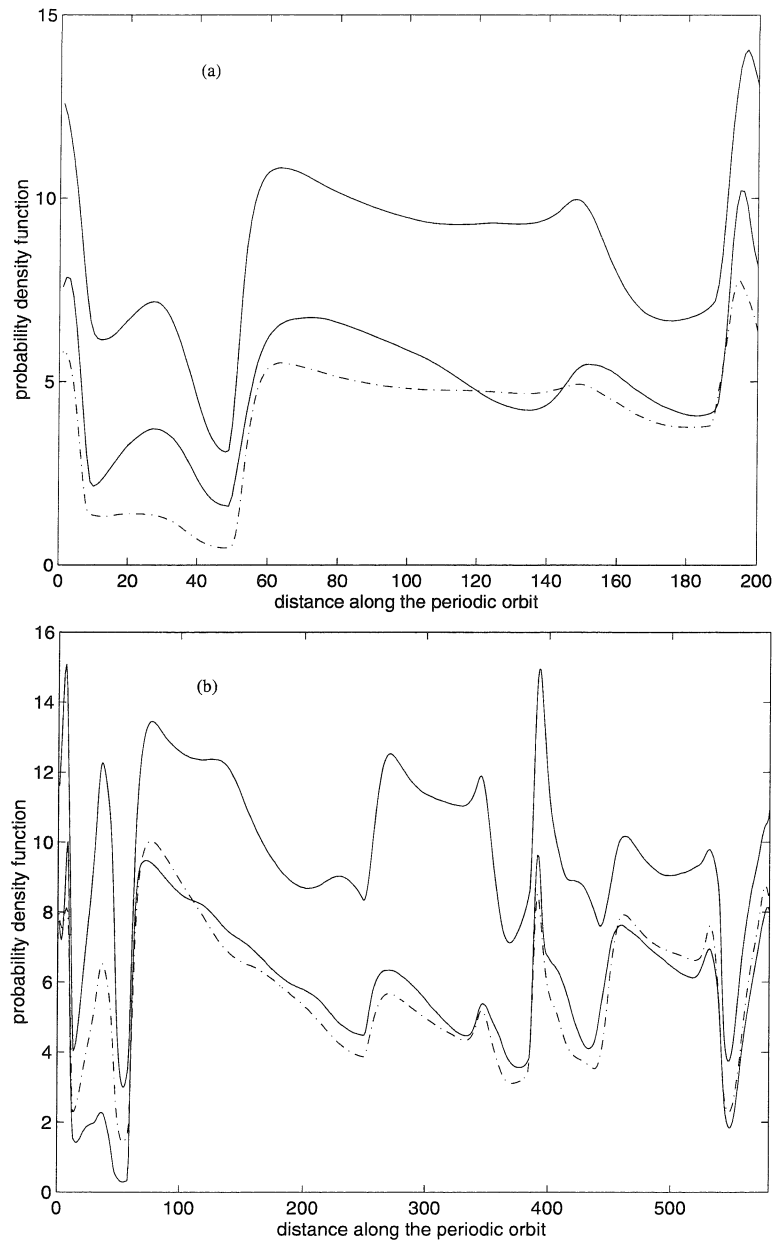 15
(a)
10
probability density function
5
0
0 20 40 60 80 100 120 140 160 180 200
distance along the periodic orbit
16
(b)
14
12
10
probability density function
8
6
4
2
0
0 100 200 300 400 500
distance along the periodic orbit